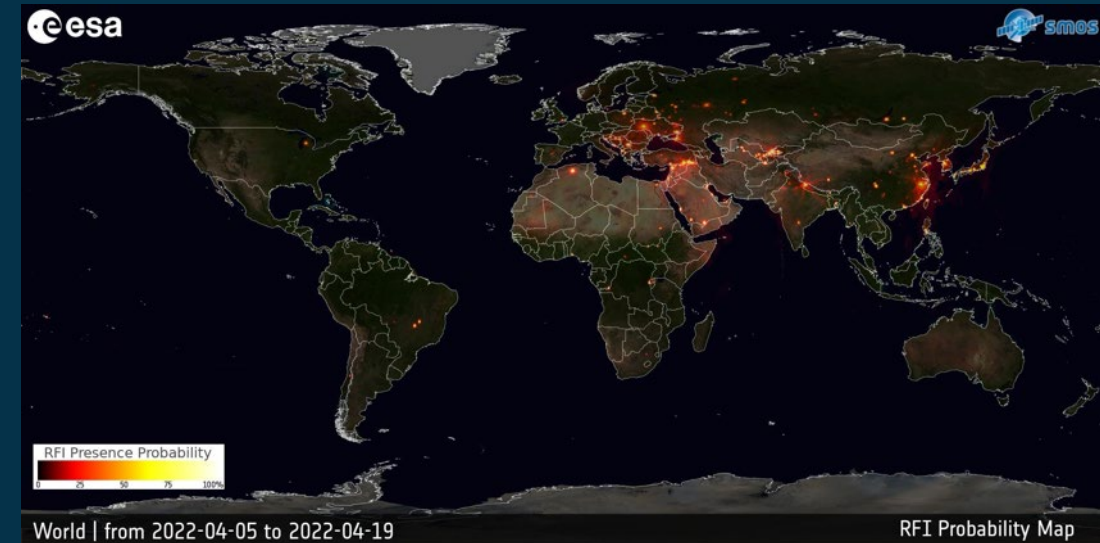 esa
smos
RFI Presence Probability
0 25 50 75 100%
World | from 2022-04-05 to 2022-04-19
RFI Probability Map